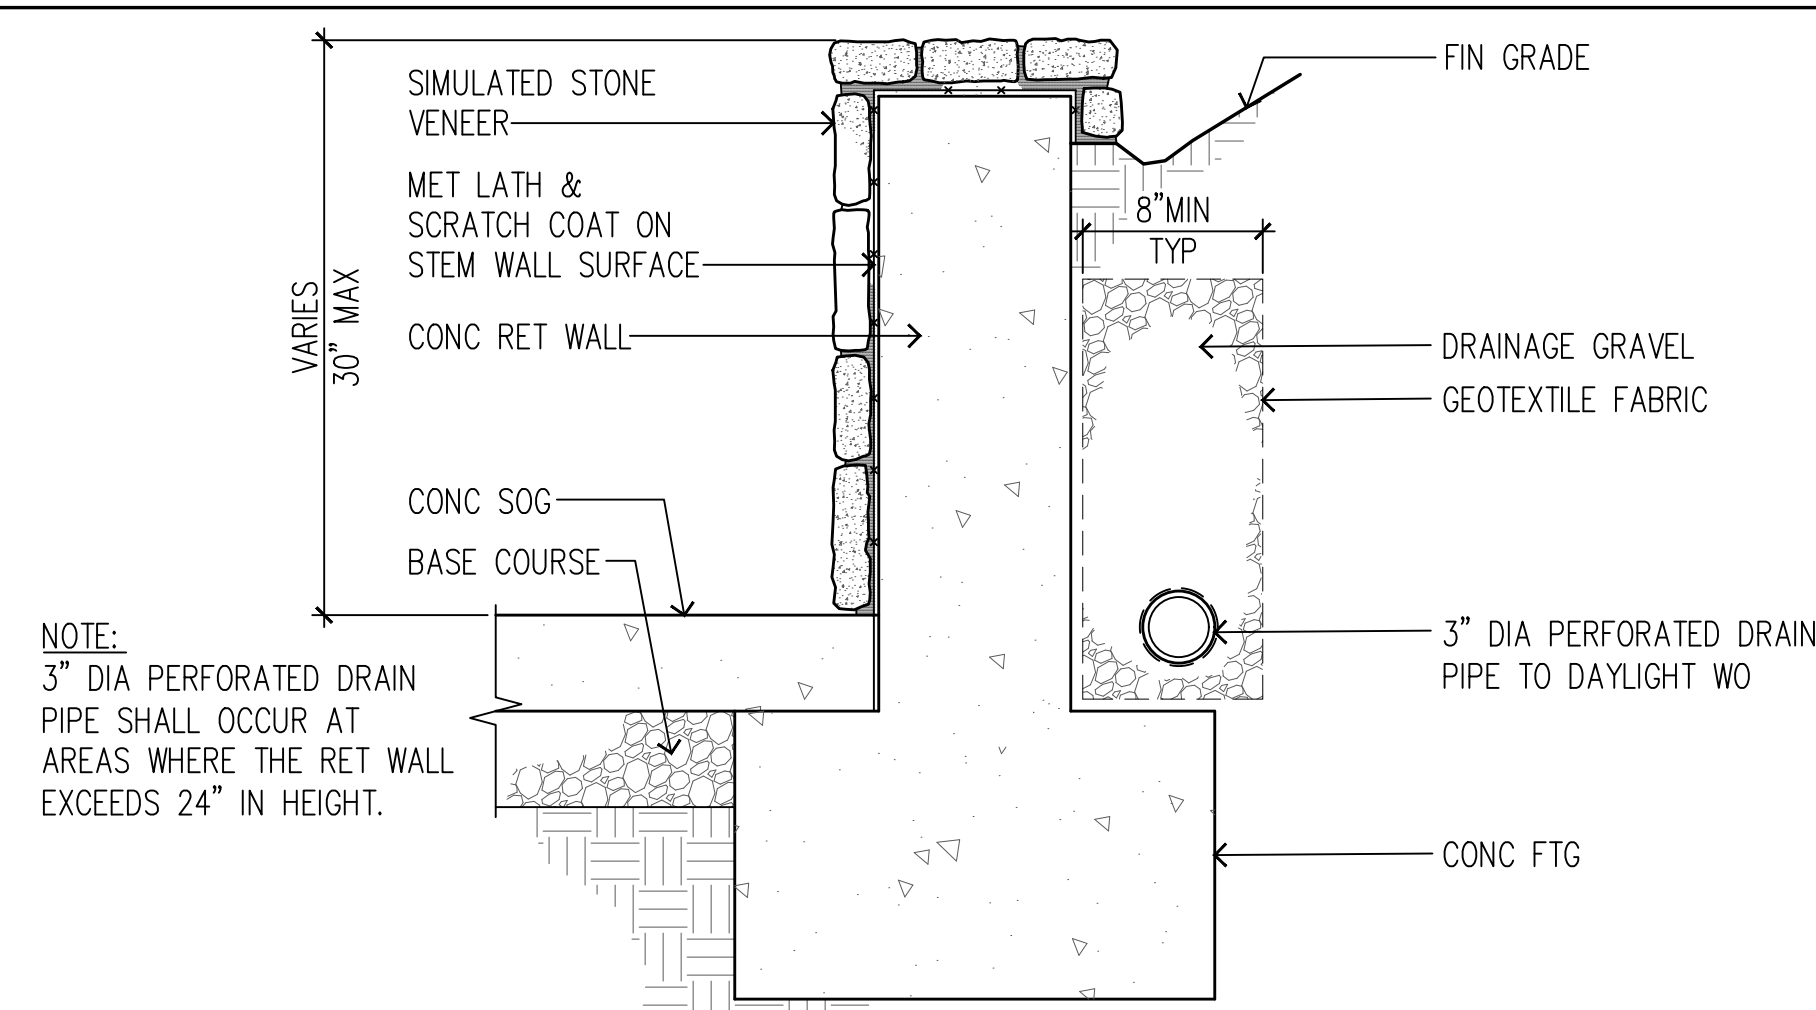 SIMULATED STONE
VENEER
MET LATH &
SCRATCH COAT ON
STEM WALL SURFACE
CONC RET WALL
VARIES
30” MAX
CONC SOG
BASE COURSE
NOTE:
3” DIA PERFORATED DRAIN
PIPE SHALL OCCUR AT
AREAS WHERE THE RET WALL
EXCEEDS 24” IN HEIGHT.
FIN GRADE
8”MIN
TYP
DRAINAGE GRAVEL
GEOTEXTILE FABRIC
3” DIA PERFORATED DRAIN
PIPE TO DAYLIGHT WO
CONC FTG